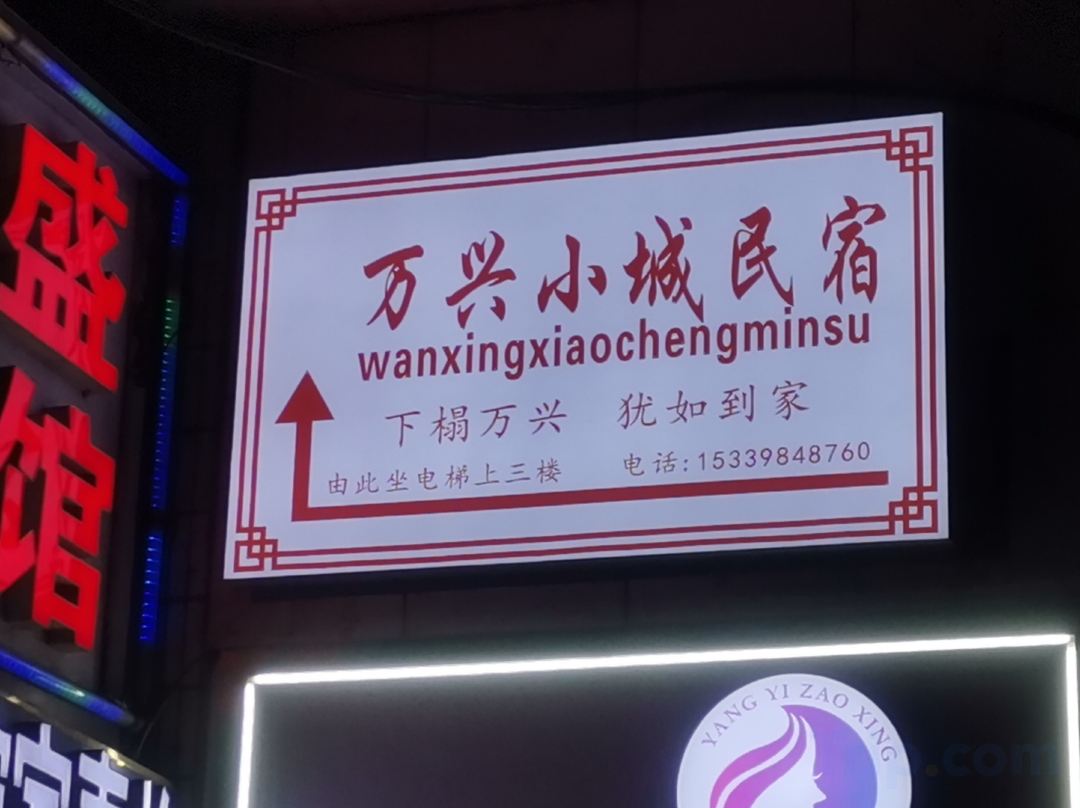 盛馆
万兴小城民宿
wanxingxiaochengminsu
下榻万兴 犹如到家
由此坐电梯上三楼 电话:15339848760
YANG YI ZAO XING